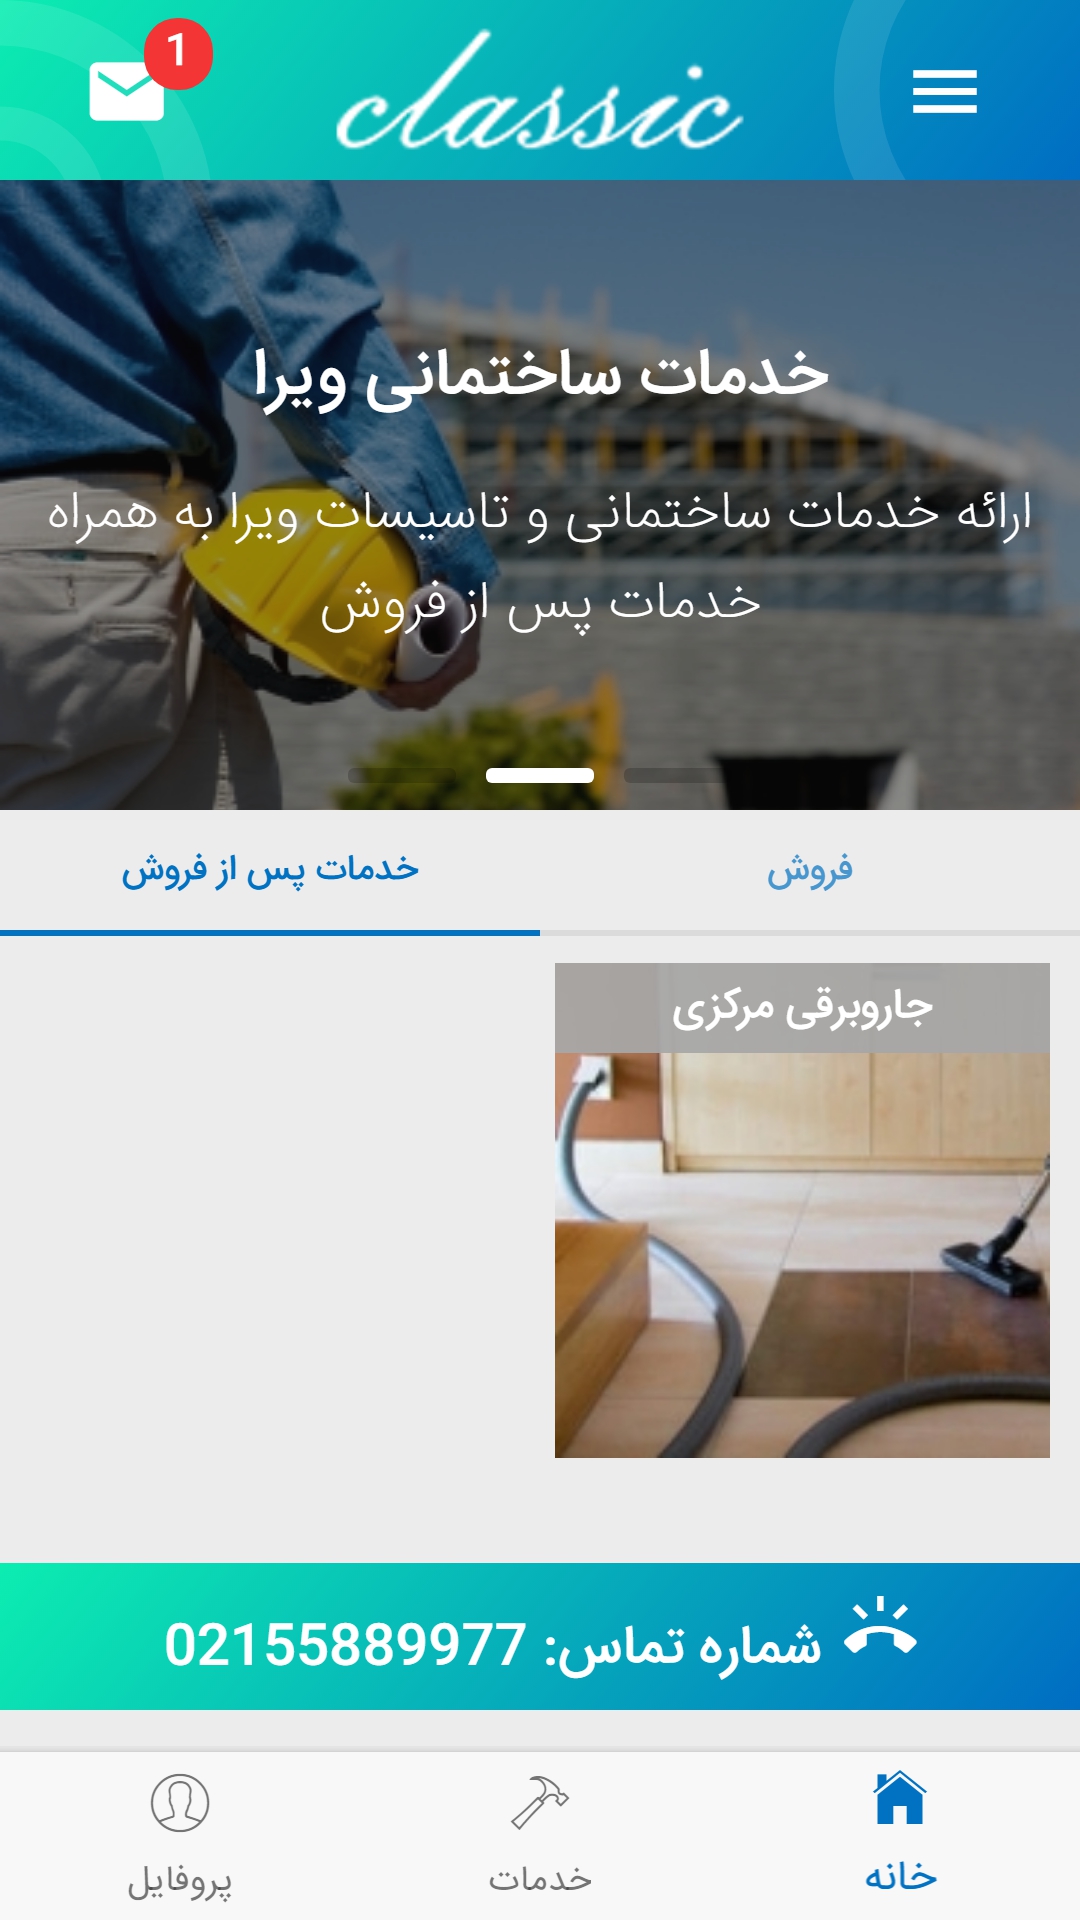 1
classic
خدمات ساختمانی ویرا
ارائه خدمات ساختمانی و تاسیسات ویرا به همراه
خدمات پس از فروش
فروش
خدمات پس از فروش
جاروبرقی مرکزی
شماره تماس: 02155889977
خانه
خدمات
پروفایل